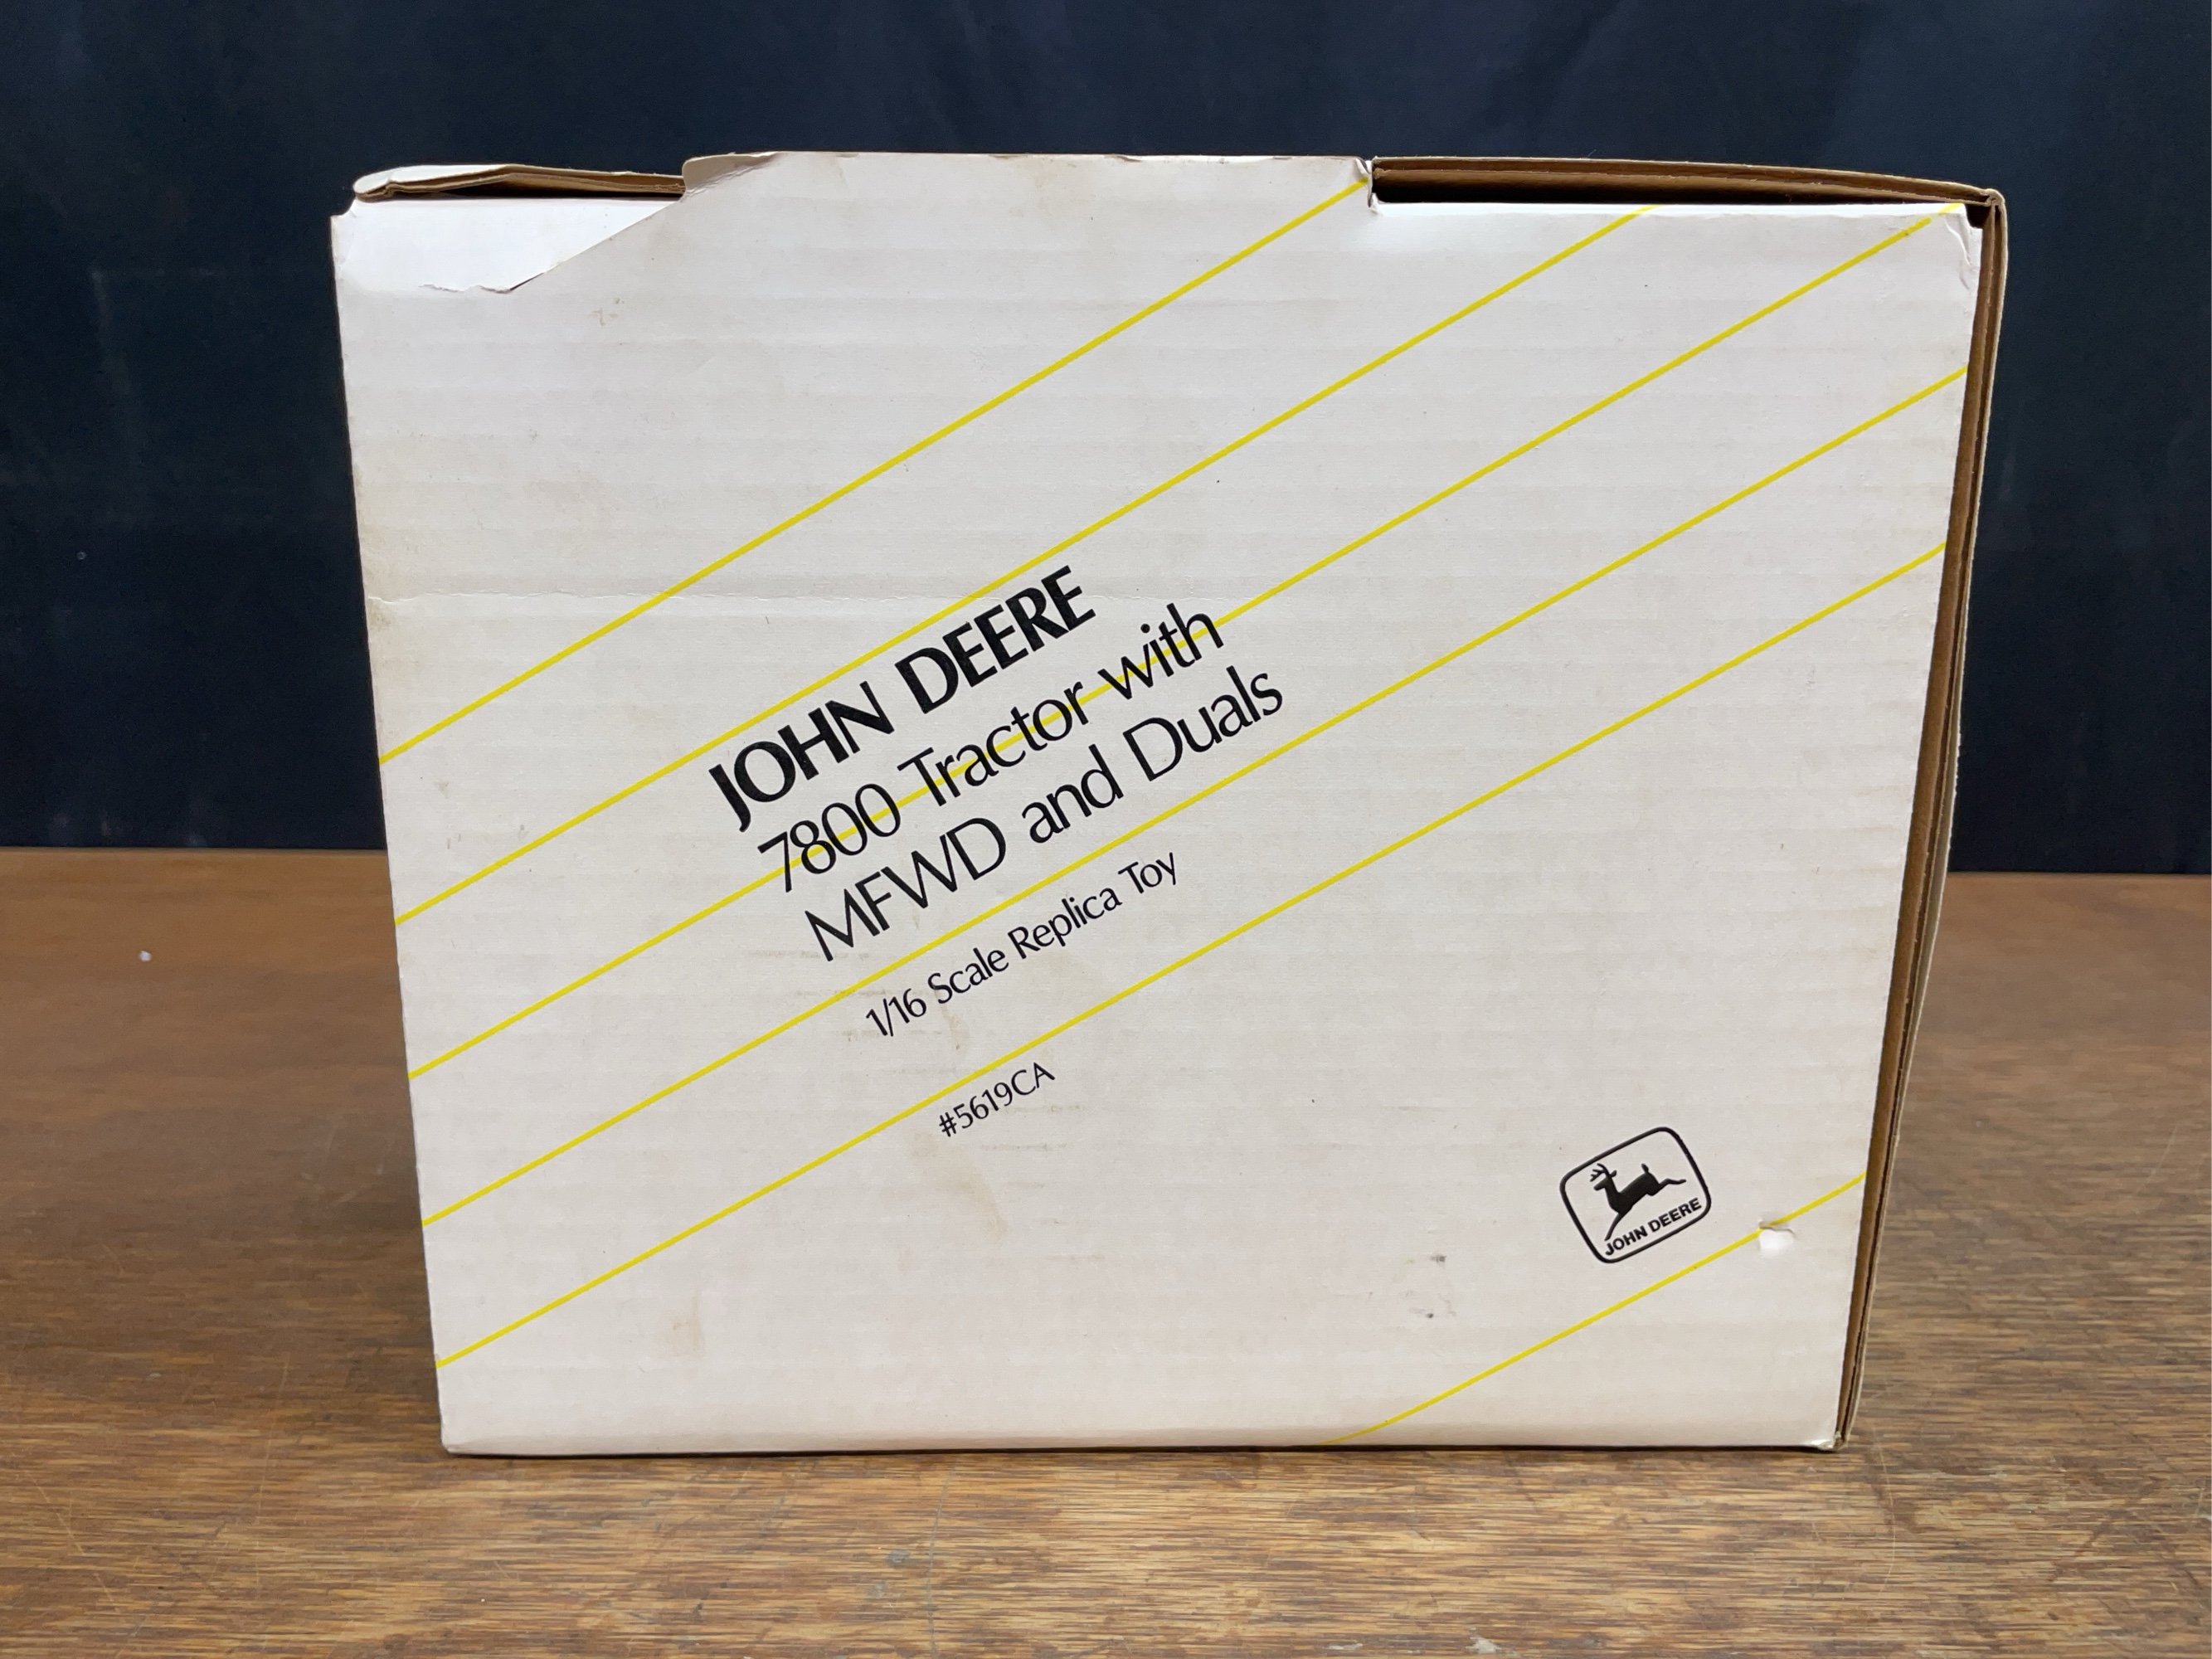 JOHN DEERE
7800 Tractor with
MFWD and Duals
1/16 Scale Replica Toy
#5619CA
JOHN DEERE